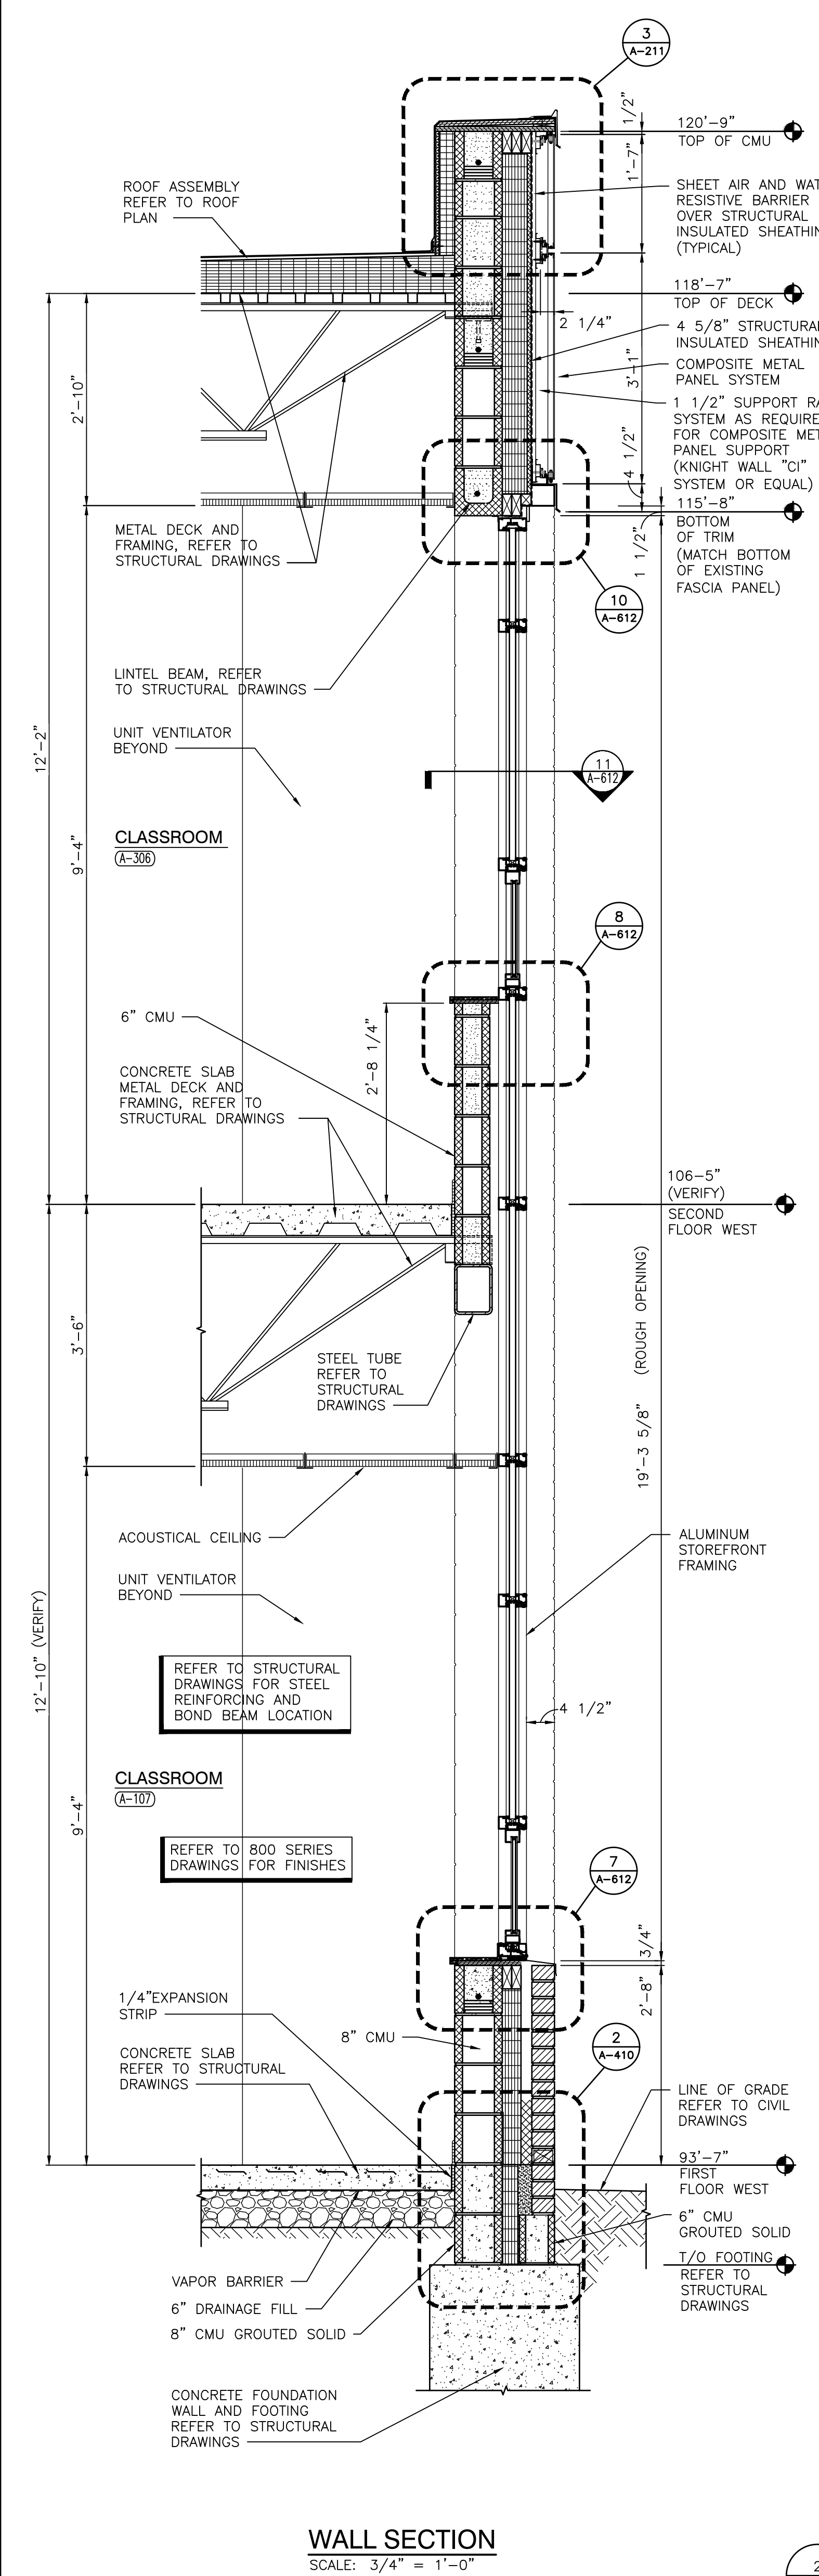 3
A-211
1/2"
120'-9"
TOP OF CMU
1'-7"
ROOF ASSEMBLY
REFER TO ROOF
PLAN
SHEET AIR AND
RESISTIVE BARRIER
OVER STRUCTURAL
INSULATED
(TYPICAL)
118'-7"
TOP OF DECK
2 1/4"
4 5/8"
INSULATED
3'-1"
COMPOSITE METAL
PANEL SYSTEM
2'-10"
1 1/2" SUPPORT
SYSTEM AS
FOR COMPOSITE
PANEL SUPPORT
(KNIGHT WALL "CI"
SYSTEM OR EQUAL)
4 1/2"
115'-8"
BOTTOM
OF TRIM
(MATCH BOTTOM
OF EXISTING
FASCIA PANEL)
1 1/2"
METAL DECK AND
FRAMING, REFER TO
STRUCTURAL DRAWINGS
10
A-612
LINTEL BEAM, REFER
TO STRUCTURAL DRAWINGS
UNIT VENTILATOR
BEYOND
12'-2"
11
A-612
CLASSROOM
A-306
9'-4"
8
A-612
6" CMU
2'-8 1/4"
CONCRETE SLAB
METAL DECK AND
FRAMING, REFER TO
STRUCTURAL DRAWINGS
106-5"
(VERIFY)
SECOND
FLOOR WEST
3'-6"
STEEL TUBE
REFER TO
STRUCTURAL
DRAWINGS
19'-3 5/8" (ROUGH OPENING)
ACOUSTICAL CEILING
ALUMINUM
STOREFRONT
FRAMING
UNIT VENTILATOR
BEYOND
12'-10" (VERIFY)
REFER TO STRUCTURAL
DRAWINGS FOR STEEL
REINFORCING AND
BOND BEAM LOCATION
4 1/2"
CLASSROOM
A-107
9'-4"
REFER TO 800 SERIES
DRAWINGS FOR FINISHES
7
A-612
3/4"
2'-8"
1/4"EXPANSION
STRIP
8" CMU
2
A-410
CONCRETE SLAB
REFER TO STRUCTURAL
DRAWINGS
LINE OF GRADE
REFER TO CIVIL
DRAWINGS
93'-7"
FIRST
FLOOR WEST
6" CMU
GROUTED SOLID
T/O FOOTING
REFER TO
STRUCTURAL
DRAWINGS
VAPOR BARRIER
6" DRAINAGE FILL
8" CMU GROUTED SOLID
CONCRETE FOUNDATION
WALL AND FOOTING
REFER TO STRUCTURAL
DRAWINGS
WALL SECTION
SCALE: 3/4" = 1'-0"